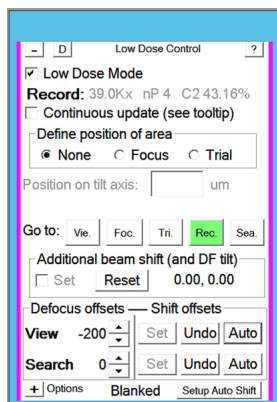 - D Low Dose Control ?
Low Dose Mode
Record: 39.0Kx nP 4 C2 43.16%
Continuous update (see tooltip)
Define position of area
None Focus Trial
Position on tilt axis: um
Go to: Vie. Foc. Tri. Rec. Sea.
Additional beam shift (and DF tilt)
Set Reset 0.00, 0.00
Defocus offsets — Shift offsets
View -200 Set Undo Auto
Search 0 Set Undo Auto
+ Options Blanked Setup Auto Shift